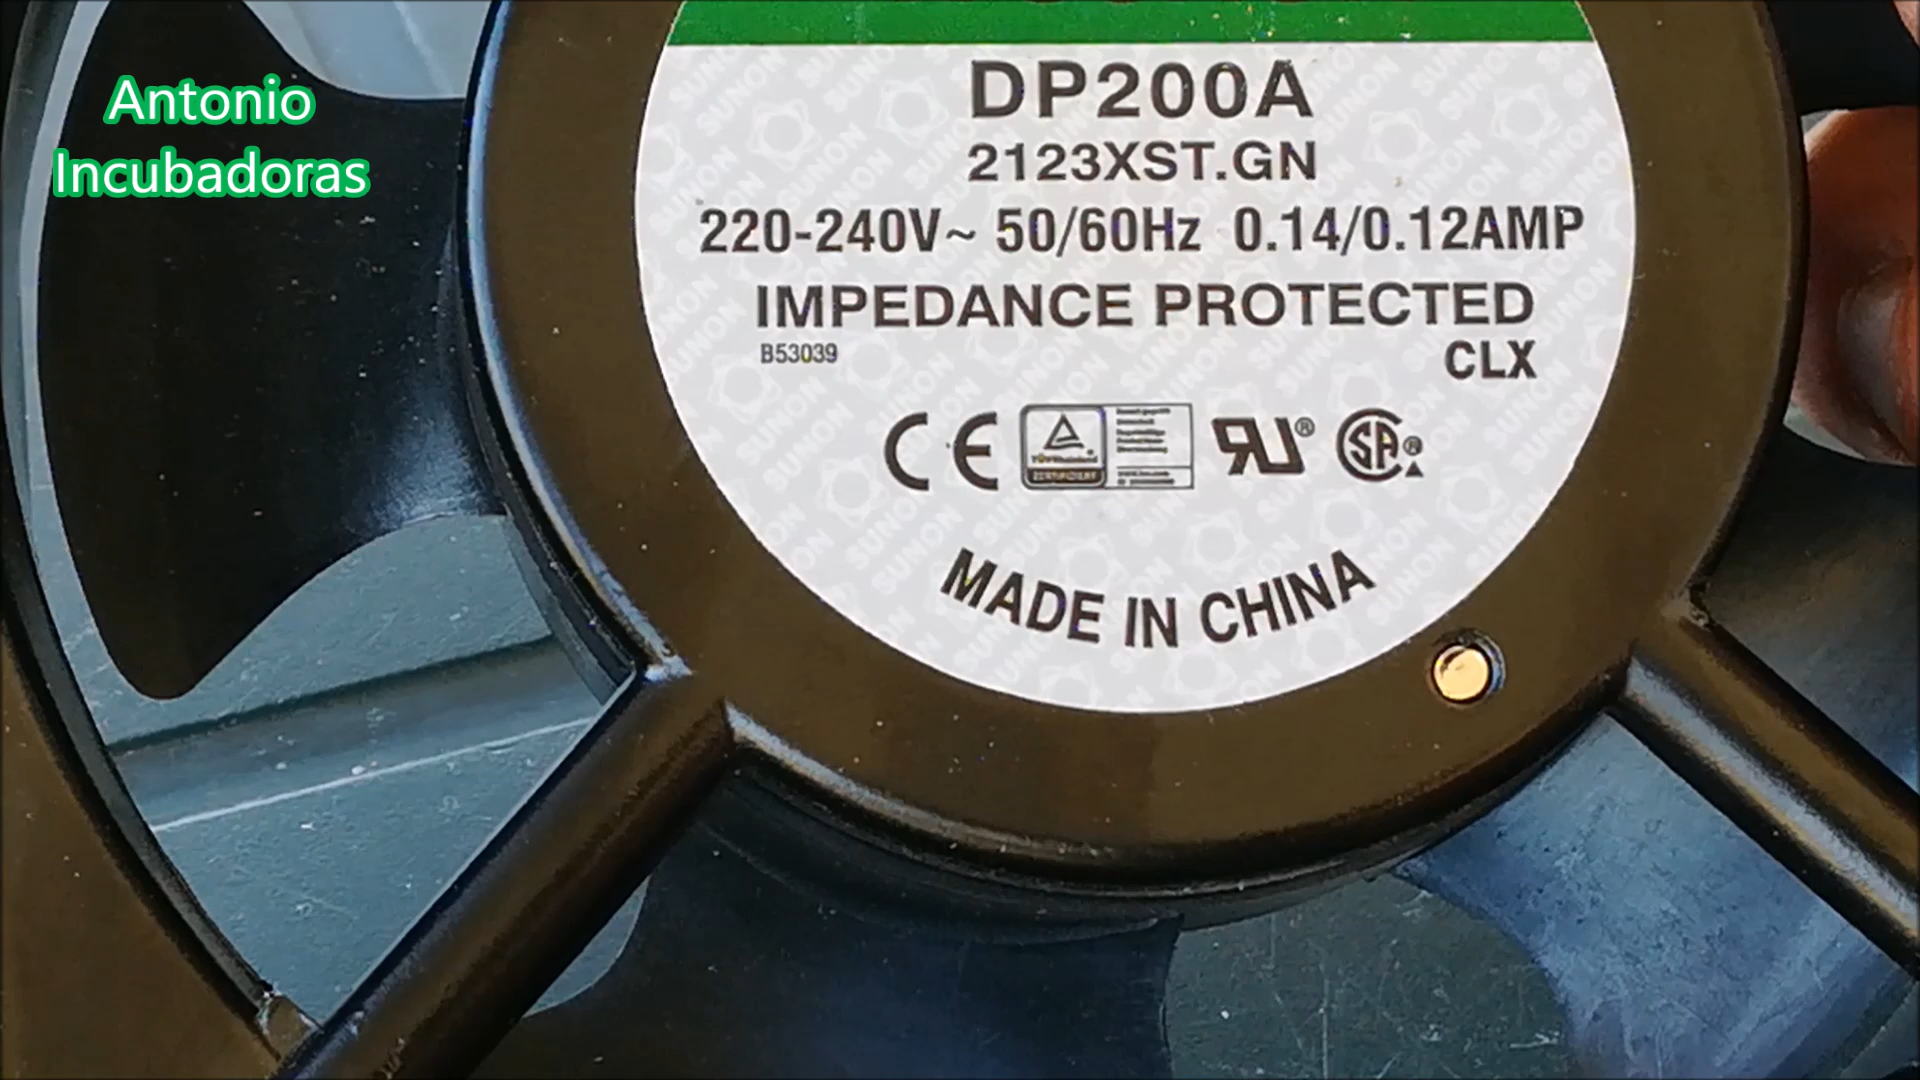 Antonio
Incubadoras
DP200A
2123XST.GN
220-240V~ 50/60Hz 0.14/0.12AMP
IMPEDANCE PROTECTED
B53039
CLX
CE
MADE IN CHINA
SUNON